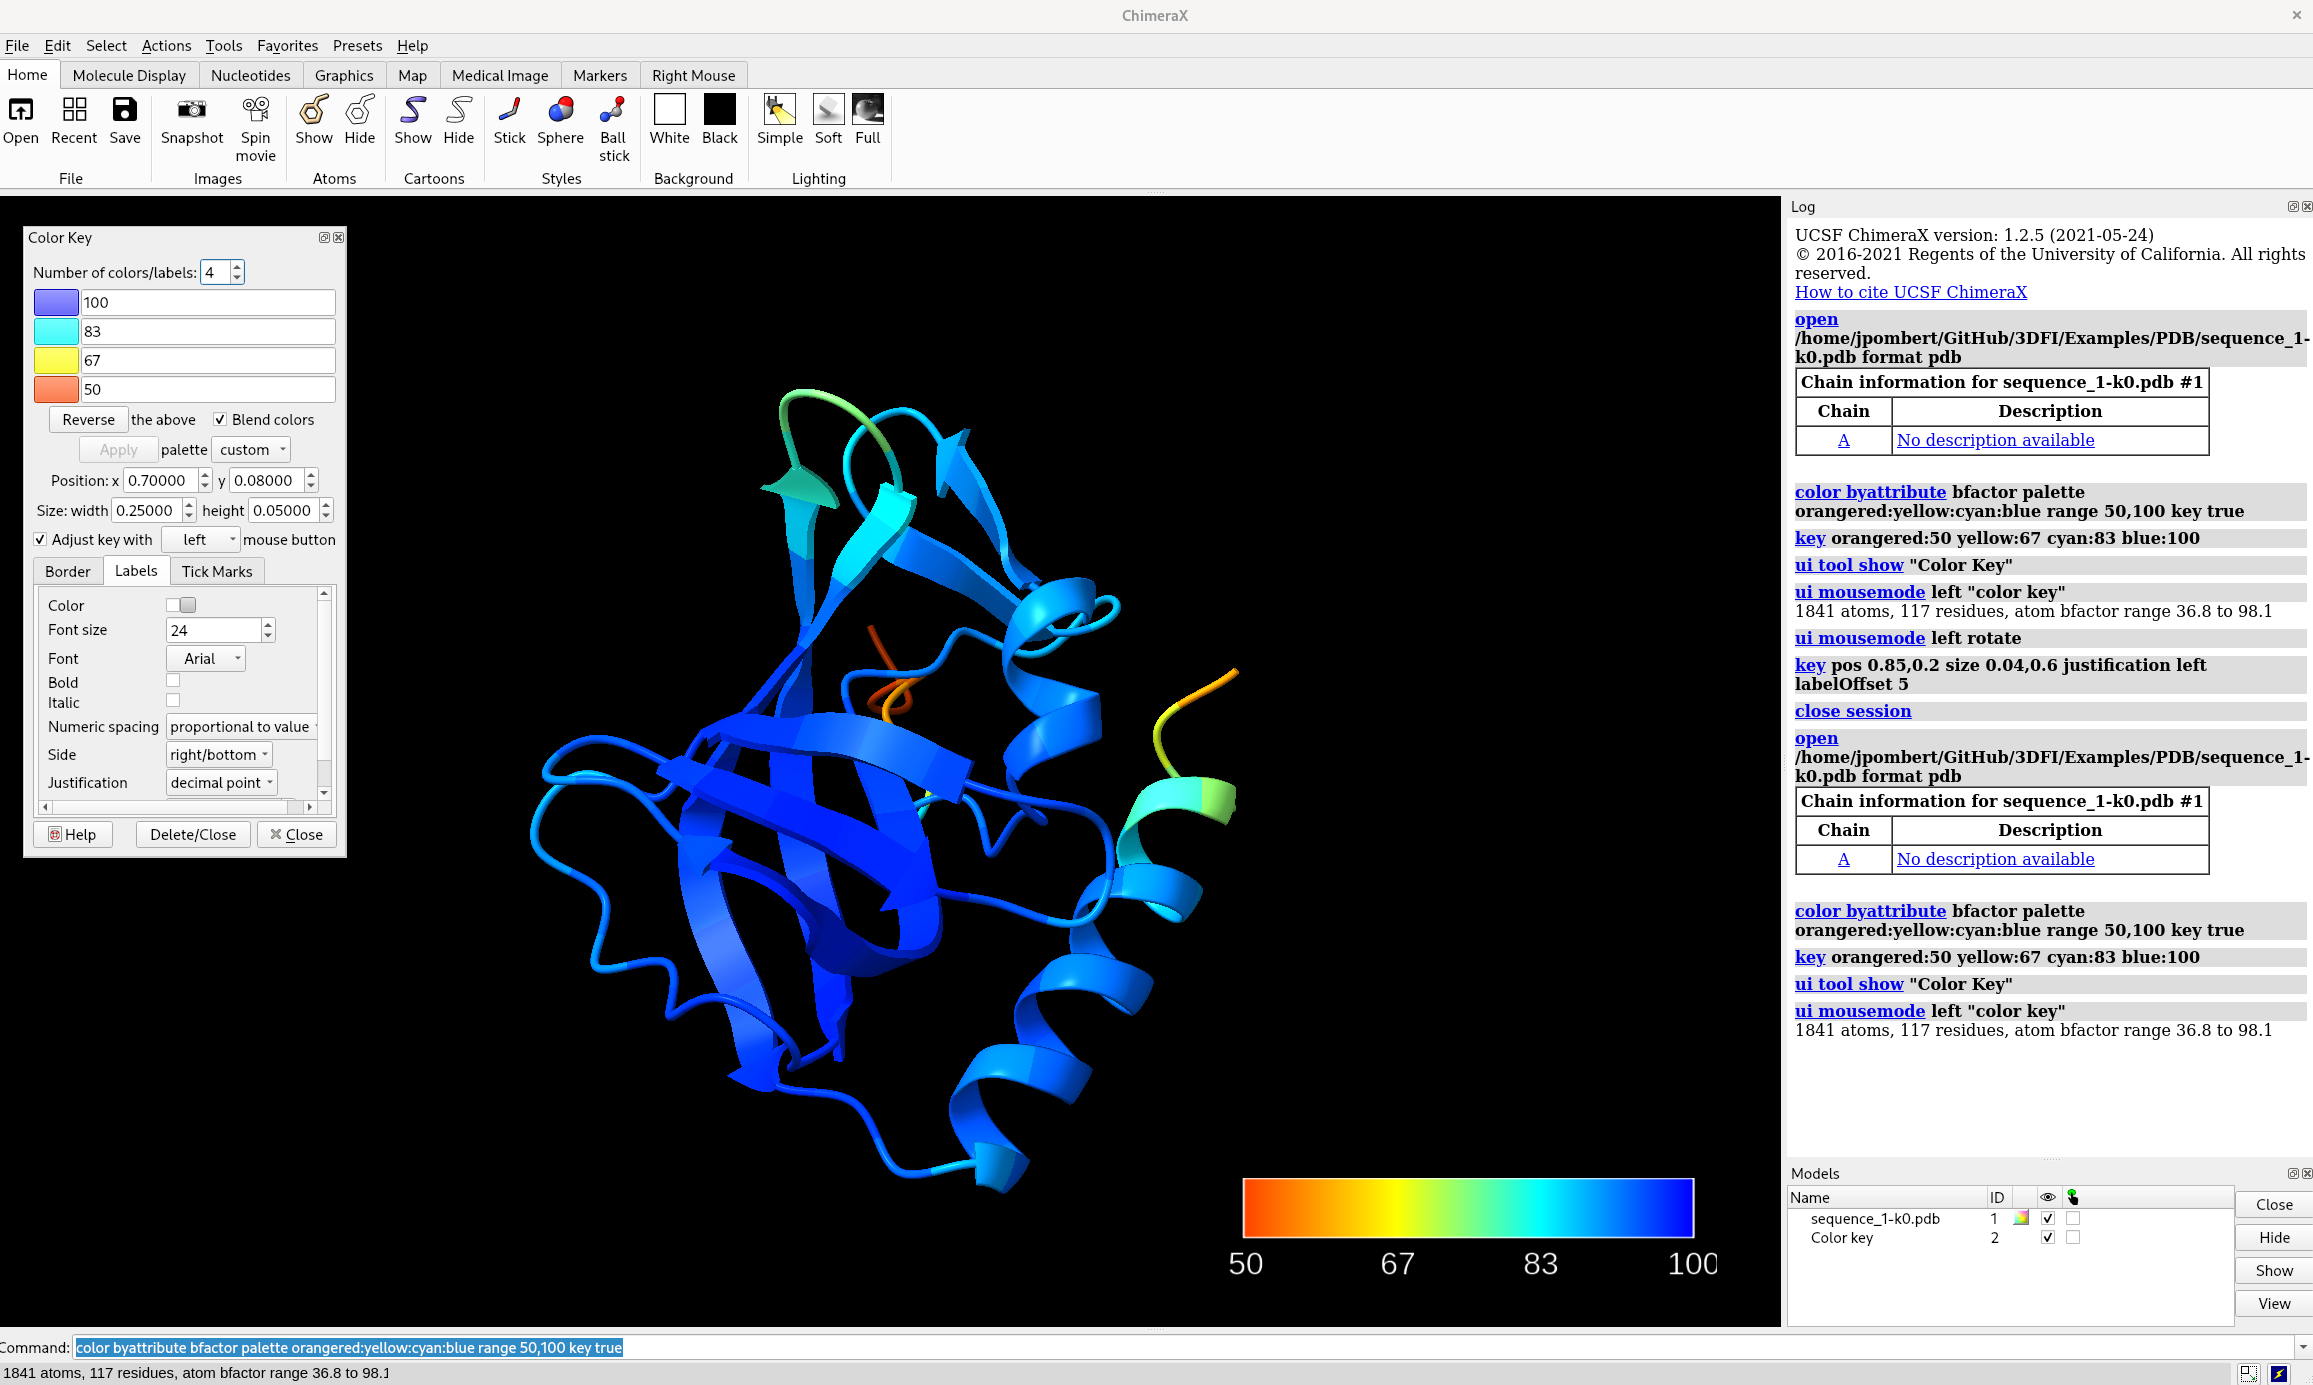 ChimeraX
File Edit Select Actions Tools Favorites Presets Help
Home Molecule Display Nucleotides Graphics Map Medical Image Markers Right Mouse
Open Recent Save Snapshot Spin movie Show Hide Show Hide Stick Sphere Ball stick White Black Simple Soft Full
File Images Atoms Cartoons Styles Background Lighting
Color Key
Number of colors/labels: 4
100
83
67
50
Reverse the above Blend colors
Apply palette custom
Position: x 0.70000 y 0.08000
Size: width 0.25000 height 0.05000
Adjust key with left mouse button
Border Labels Tick Marks
Color
Font size 24
Font Arial
Bold
Italic
Numeric spacing proportional to value
Side right/bottom
Justification decimal point
Help Delete/Close Close
50 67 83 100
Log
UCSF ChimeraX version: 1.2.5 (2021-05-24)
© 2016-2021 Regents of the University of California. All rights
reserved.
How to cite UCSF ChimeraX
open
/home/jpombert/GitHub/3DFI/Examples/PDB/sequence_1-
k0.pdb format pdb
Chain information for sequence_1-k0.pdb #1
Chain Description
A No description available
color byattribute bfactor palette
orangered:yellow:cyan:blue range 50,100 key true
key orangered:50 yellow:67 cyan:83 blue:100
ui tool show "Color Key"
ui mousemode left "color key"
1841 atoms, 117 residues, atom bfactor range 36.8 to 98.1
ui mousemode left rotate
key pos 0.85,0.2 size 0.04,0.6 justification left
labelOffset 5
close session
open
/home/jpombert/GitHub/3DFI/Examples/PDB/sequence_1-
k0.pdb format pdb
Chain information for sequence_1-k0.pdb #1
Chain Description
A No description available
color byattribute bfactor palette
orangered:yellow:cyan:blue range 50,100 key true
key orangered:50 yellow:67 cyan:83 blue:100
ui tool show "Color Key"
ui mousemode left "color key"
1841 atoms, 117 residues, atom bfactor range 36.8 to 98.1
Models
Name ID
sequence_1-k0.pdb 1
Color key 2
Close
Hide
Show
View
Command: color byattribute bfactor palette orangered:yellow:cyan:blue range 50,100 key true
1841 atoms, 117 residues, atom bfactor range 36.8 to 98.1